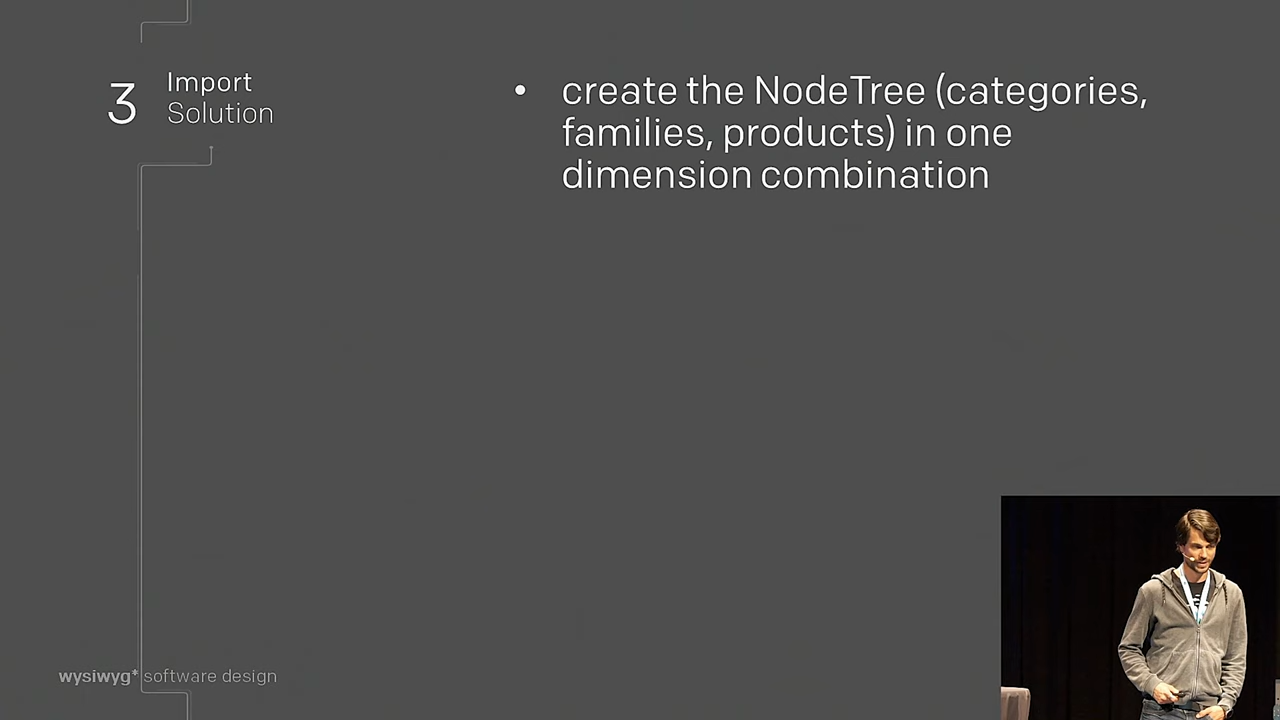 3
Import
Solution
• create the NodeTree (categories,
families, products) in one
dimension combination
wysiwyg* software design